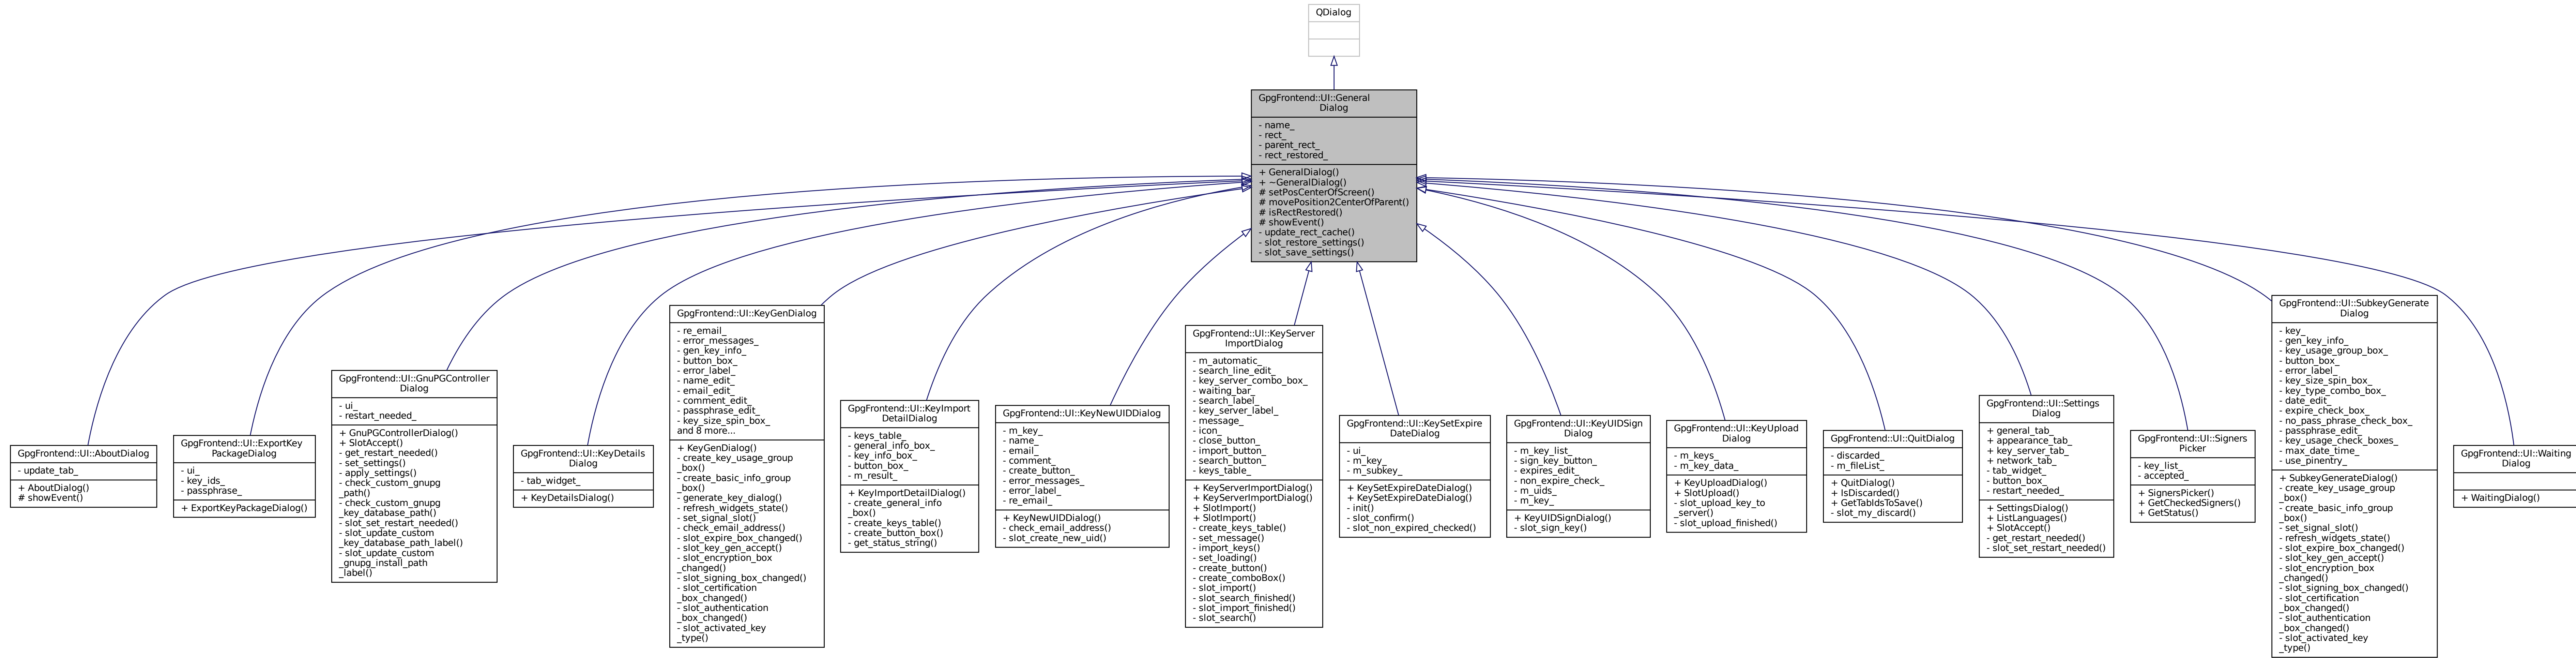 QDialog
GpgFrontend::UI::General
Dialog
- name_
- rect_
- parent_rect_
- rect_restored_
+ GeneralDialog()
+ ~GeneralDialog()
# setPosCenterOfScreen()
# movePosition2CenterOfParent()
# isRectRestored()
# showEvent()
- update_rect_cache()
- slot_restore_settings()
- slot_save_settings()
GpgFrontend::UI::AboutDialog
- update_tab_
+ AboutDialog()
# showEvent()
GpgFrontend::UI::ExportKey
PackageDialog
- ui_
- key_ids_
- passphrase_
+ ExportKeyPackageDialog()
GpgFrontend::UI::GnuPGController
Dialog
- ui_
- restart_needed_
+ GnuPGControllerDialog()
+ SlotAccept()
- get_restart_needed()
- set_settings()
- apply_settings()
- check_custom_gnupg
_path()
- check_custom_gnupg
_key_database_path()
- slot_set_restart_needed()
- slot_update_custom
_key_database_path_label()
- slot_update_custom
_gnupg_install_path
_label()
GpgFrontend::UI::KeyDetails
Dialog
- tab_widget_
+ KeyDetailsDialog()
GpgFrontend::UI::KeyGenDialog
- re_email_
- error_messages_
- gen_key_info_
- button_box_
- error_label_
- name_edit_
- email_edit_
- comment_edit_
- passphrase_edit_
- key_size_spin_box_
and 8 more...
+ KeyGenDialog()
- create_key_usage_group
_box()
- create_basic_info_group
_box()
- generate_key_dialog()
- refresh_widgets_state()
- set_signal_slot()
- check_email_address()
- slot_expire_box_changed()
- slot_key_gen_accept()
- slot_encryption_box
_changed()
- slot_signing_box_changed()
- slot_certification
_box_changed()
- slot_authentication
_box_changed()
- slot_activated_key
_type()
GpgFrontend::UI::KeyImport
DetailDialog
- keys_table_
- general_info_box_
- key_info_box_
- button_box_
- m_result_
+ KeyImportDetailDialog()
- create_general_info
_box()
- create_keys_table()
- create_button_box()
- get_status_string()
GpgFrontend::UI::KeyNewUIDDialog
- m_key_
- name_
- email_
- comment_
- create_button_
- error_messages_
- error_label_
- re_email_
+ KeyNewUIDDialog()
- check_email_address()
- slot_create_new_uid()
GpgFrontend::UI::KeyServer
ImportDialog
- m_automatic_
- search_line_edit_
- key_server_combo_box_
- waiting_bar_
- search_label_
- key_server_label_
- message_
- icon_
- close_button_
- import_button_
- search_button_
- keys_table_
+ KeyServerImportDialog()
+ KeyServerImportDialog()
+ SlotImport()
+ SlotImport()
- create_keys_table()
- set_message()
- import_keys()
- set_loading()
- create_button()
- create_comboBox()
- slot_import()
- slot_search_finished()
- slot_import_finished()
- slot_search()
GpgFrontend::UI::KeySetExpire
DateDialog
- ui_
- m_key_
- m_subkey_
+ KeySetExpireDateDialog()
+ KeySetExpireDateDialog()
- init()
- slot_confirm()
- slot_non_expired_checked()
GpgFrontend::UI::KeyUIDSign
Dialog
- m_key_list_
- sign_key_button_
- expires_edit_
- non_expire_check_
- m_uids_
- m_key_
+ KeyUIDSignDialog()
- slot_sign_key()
GpgFrontend::UI::KeyUpload
Dialog
- m_keys_
- m_key_data_
+ KeyUploadDialog()
+ SlotUpload()
- slot_upload_key_to
_server()
- slot_upload_finished()
GpgFrontend::UI::QuitDialog
- discarded_
- m_fileList_
+ QuitDialog()
+ IsDiscarded()
+ GetTabIdsToSave()
- slot_my_discard()
GpgFrontend::UI::Settings
Dialog
+ general_tab_
+ appearance_tab_
+ key_server_tab_
+ network_tab_
- tab_widget_
- button_box_
- restart_needed_
+ SettingsDialog()
+ ListLanguages()
+ SlotAccept()
- get_restart_needed()
- slot_set_restart_needed()
GpgFrontend::UI::Signers
Picker
- key_list_
- accepted_
+ SignersPicker()
+ GetCheckedSigners()
+ GetStatus()
GpgFrontend::UI::SubkeyGenerate
Dialog
- key_
- gen_key_info_
- key_usage_group_box_
- button_box_
- error_label_
- key_size_spin_box_
- key_type_combo_box_
- date_edit_
- expire_check_box_
- no_pass_phrase_check_box_
- passphrase_edit_
- key_usage_check_boxes_
- max_date_time_
- use_pinentry_
+ SubkeyGenerateDialog()
- create_key_usage_group
_box()
- create_basic_info_group
_box()
- set_signal_slot()
- refresh_widgets_state()
- slot_expire_box_changed()
- slot_key_gen_accept()
- slot_encryption_box
_changed()
- slot_signing_box_changed()
- slot_certification
_box_changed()
- slot_authentication
_box_changed()
- slot_activated_key
_type()
GpgFrontend::UI::Waiting
Dialog
+ WaitingDialog()